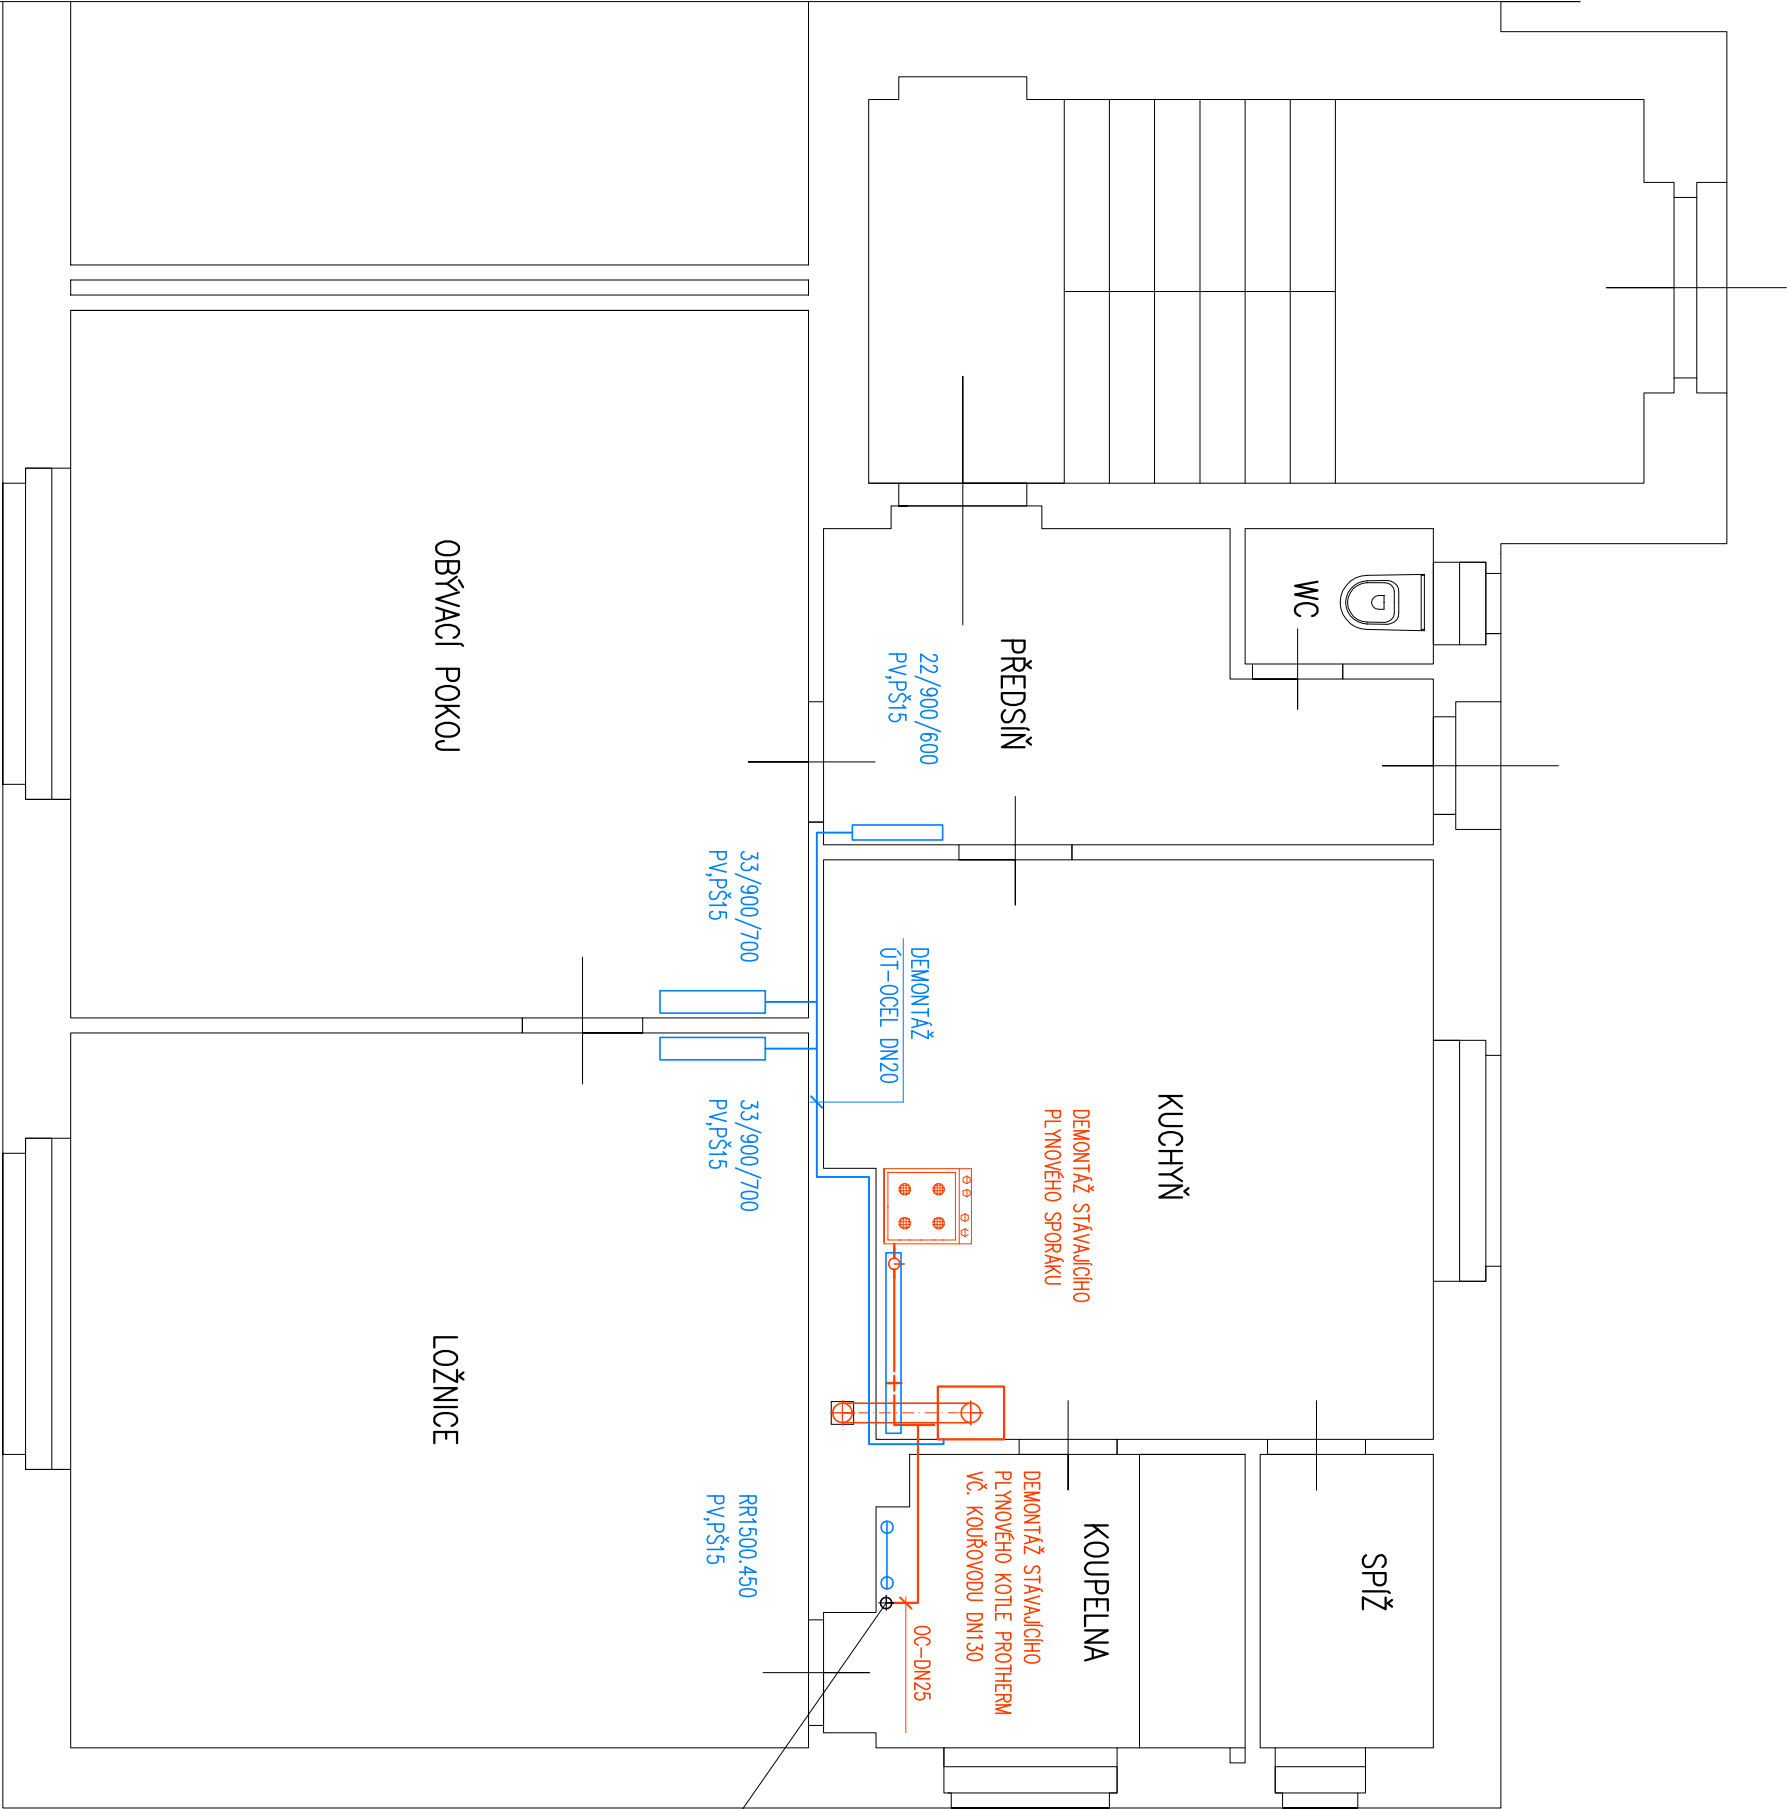 WC
PŘEDSÍŇ
22/900/600
PV,PŠ15
OBÝVACÍ POKOJ
33/900/700
PV,PŠ15
DEMONTÁŽ
ÚT-OCEL DN20
KUCHYŇ
DEMONTÁŽ STÁVAJÍCÍHO
PLYNOVÉHO SPORÁKU
33/900/700
PV,PŠ15
LOŽNICE
SPÍŽ
KOUPELNA
DEMONTÁŽ STÁVAJÍCÍHO
PLYNOVÉHO KOTLE PROTHERM
VČ. KOUŘOVODU DN130
OC-DN25
RR1500.450
PV,PŠ15